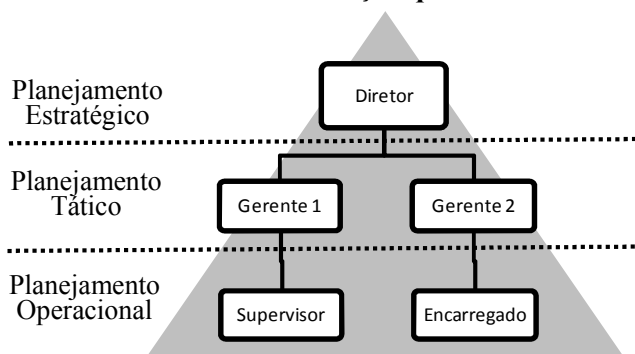 Planejamento
Estratégico
Diretor
Planejamento
Tático
Gerente 1
Gerente 2
Planejamento
Operacional
Supervisor
Encarregado